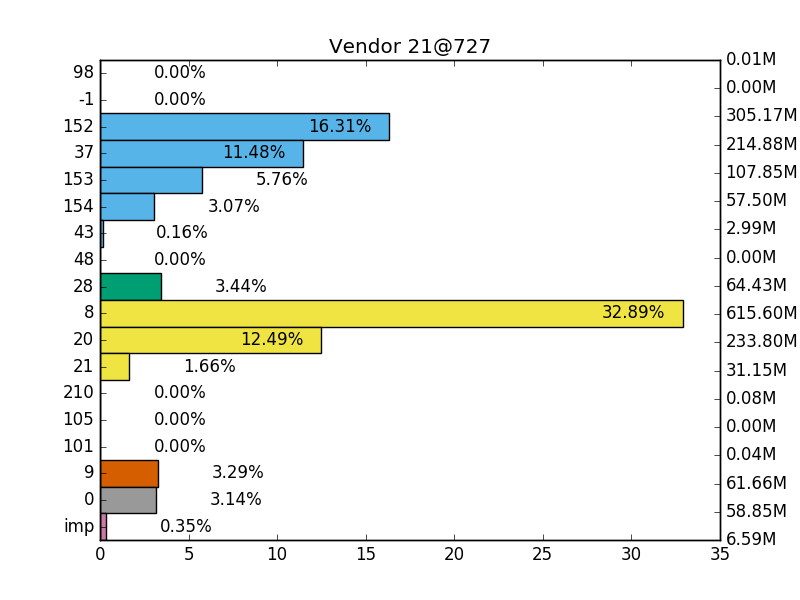 Vendor 21@727
98 0.00% 0.01M
-1 0.00% 0.00M
152 16.31% 305.17M
37 11.48% 214.88M
153 5.76% 107.85M
154 3.07% 57.50M
43 0.16% 2.99M
48 0.00% 0.00M
28 3.44% 64.43M
8 32.89% 615.60M
20 12.49% 233.80M
21 1.66% 31.15M
210 0.00% 0.08M
105 0.00% 0.00M
101 0.00% 0.04M
9 3.29% 61.66M
0 3.14% 58.85M
imp 0.35% 6.59M
0 5 10 15 20 25 30 35